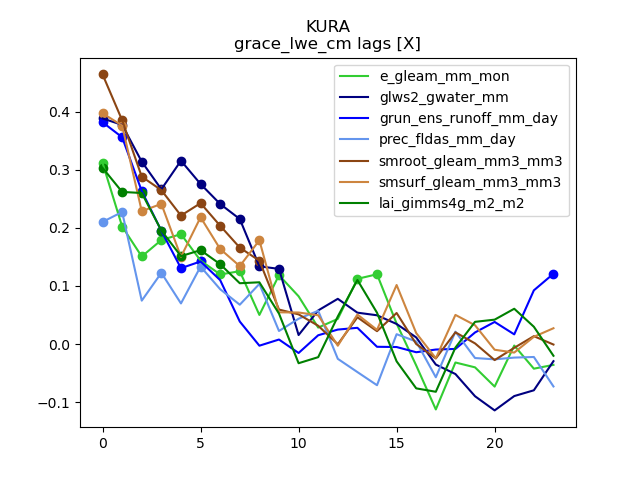 KURA
grace_lwe_cm lags [X]
e_gleam_mm_mon
glws2_gwater_mm
grun_ens_runoff_mm_day
prec_fldas_mm_day
smroot_gleam_mm3_mm3
smsurf_gleam_mm3_mm3
lai_gimms4g_m2_m2
0.4
0.3
0.2
0.1
0.0
−0.1
0 5 10 15 20